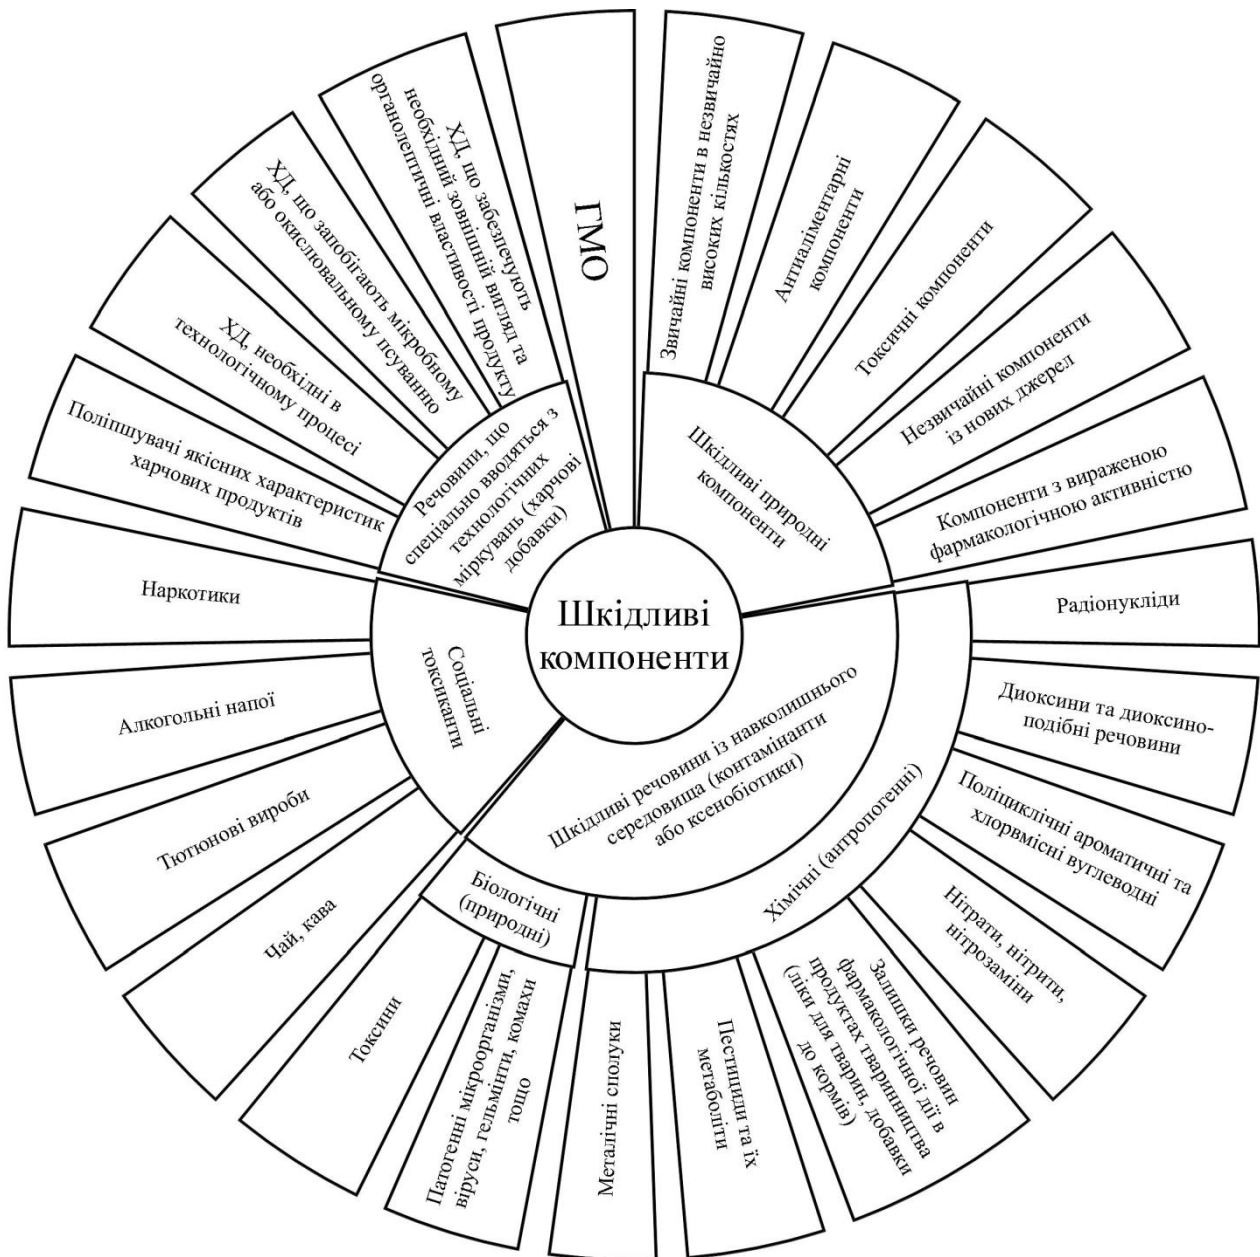 Шкідливі
компоненти
ГМО
Шкідливі природні
компоненти
Звичайні компоненти в незвичайно
високих кількостях
Антиаліментарні
компоненти
Токсичні компоненти
Незвичайні компоненти
із нових джерел
Компоненти з вираженою
фармакологічною активністю
Шкідливі речовини із навколишнього
середовища (контамінанти
або ксенобіотики)
Хімічні (антропогенні)
Радіонукліди
Диоксини та диоксино-
подібні речовини
Поліциклічні ароматичні та
хлорвмісні вуглеводні
Нітрати, нітрити,
нітрозаміни
Залишки речовин
фармакологічної дії в
продуктах тваринництва
(ліки для тварин, добавки
до кормів)
Пестициди та їх
метаболіти
Металічні сполуки
Біологічні
(природні)
Патогенні мікроорганізми,
віруси, гельмінти, комахи
тощо
Токсини
Соціальні
токсиканти
Чай, кава
Тютюнові вироби
Алкогольні напої
Наркотики
Речовини, що
спеціально вводяться з
технологічних
міркувань (харчові
добавки)
Поліпшувачі якісних характеристик
харчових продуктів
ХД, необхідні в
технологічному процесі
ХД, що запобігають мікробному
або окислювальному псуванню
ХД, що забезпечують
необхідний зовнішній вигляд та
органолептичні властивості продукту